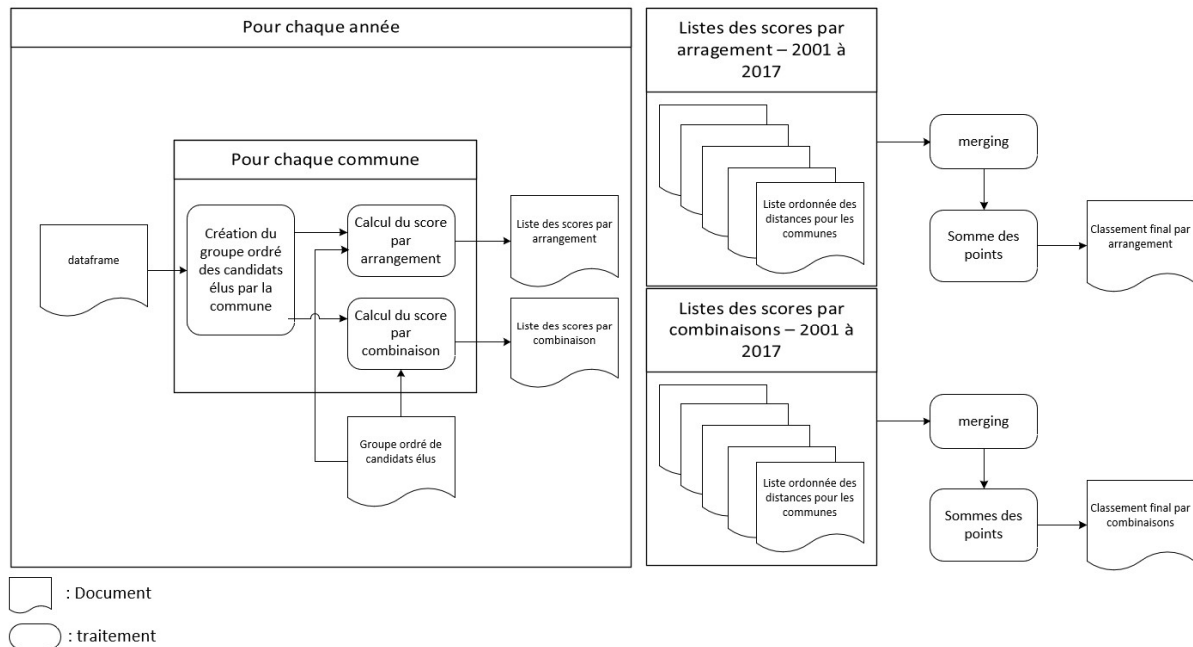 Pour chaque année
Pour chaque commune
dataframe
Création du
groupe ordré
des candidats
élus par la
commune
Calcul du score
par
arrangement
Calcul du score
par
combinaison
Liste des scores par
arrangement
Liste des scores par
combinaison
Groupe ordré de
candidats élus
Listes des scores par
arragement – 2001 à
2017
Liste ordonnée des
distances pour les
communes
merging
Somme des
points
Classement final par
arrangement
Listes des scores par
combinaisons – 2001 à
2017
Liste ordonnée des
distances pour les
communes
merging
Sommes des
points
Classement final par
combinaisons
: Document
: traitement